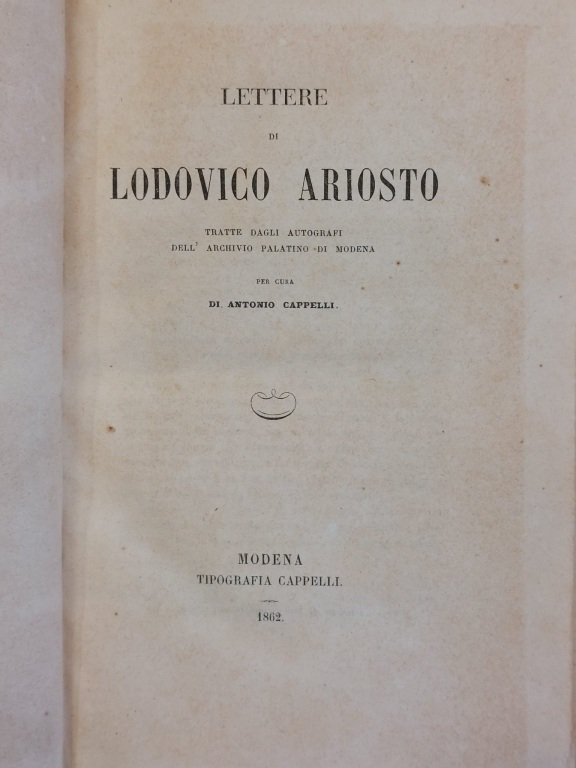 LETTERE
DI
LODOVICO ARIOSTO
TRATTE DAGLI AUTOGRAFI
DELL' ARCHIVIO PALATINO DI MODENA
PER CURA
DI ANTONIO CAPPELLI.
MODENA
TIPOGRAFIA CAPPELLI.
1862.